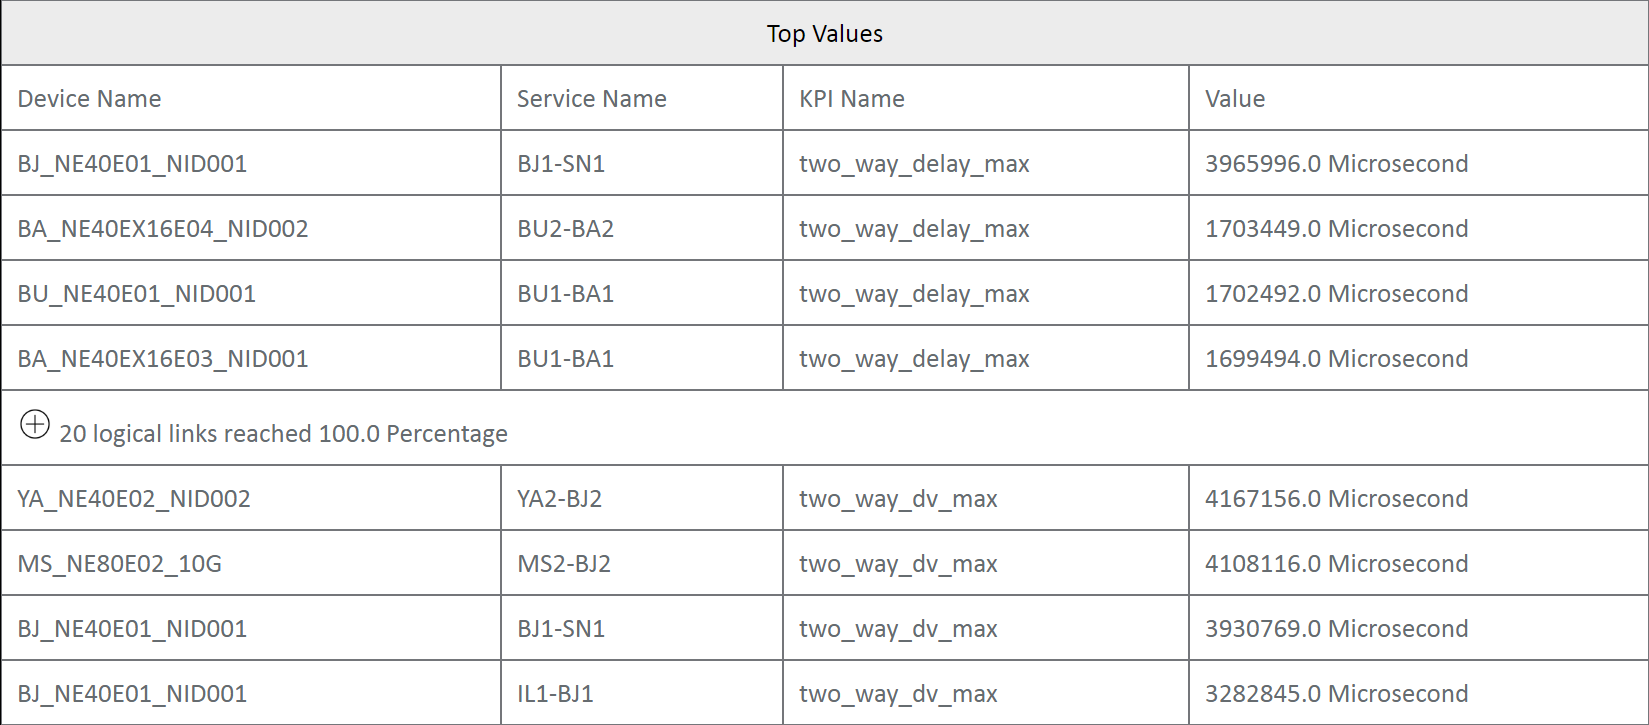 Top Values
Device Name Service Name KPI Name Value
BJ_NE40E01_NID001 BJ1-SN1 two_way_delay_max 3965996.0 Microsecond
BA_NE40EX16E04_NID002 BU2-BA2 two_way_delay_max 1703449.0 Microsecond
BU_NE40E01_NID001 BU1-BA1 two_way_delay_max 1702492.0 Microsecond
BA_NE40EX16E03_NID001 BU1-BA1 two_way_delay_max 1699494.0 Microsecond
20 logical links reached 100.0 Percentage
YA_NE40E02_NID002 YA2-BJ2 two_way_dv_max 4167156.0 Microsecond
MS_NE80E02_10G MS2-BJ2 two_way_dv_max 4108116.0 Microsecond
BJ_NE40E01_NID001 BJ1-SN1 two_way_dv_max 3930769.0 Microsecond
BJ_NE40E01_NID001 IL1-BJ1 two_way_dv_max 3282845.0 Microsecond